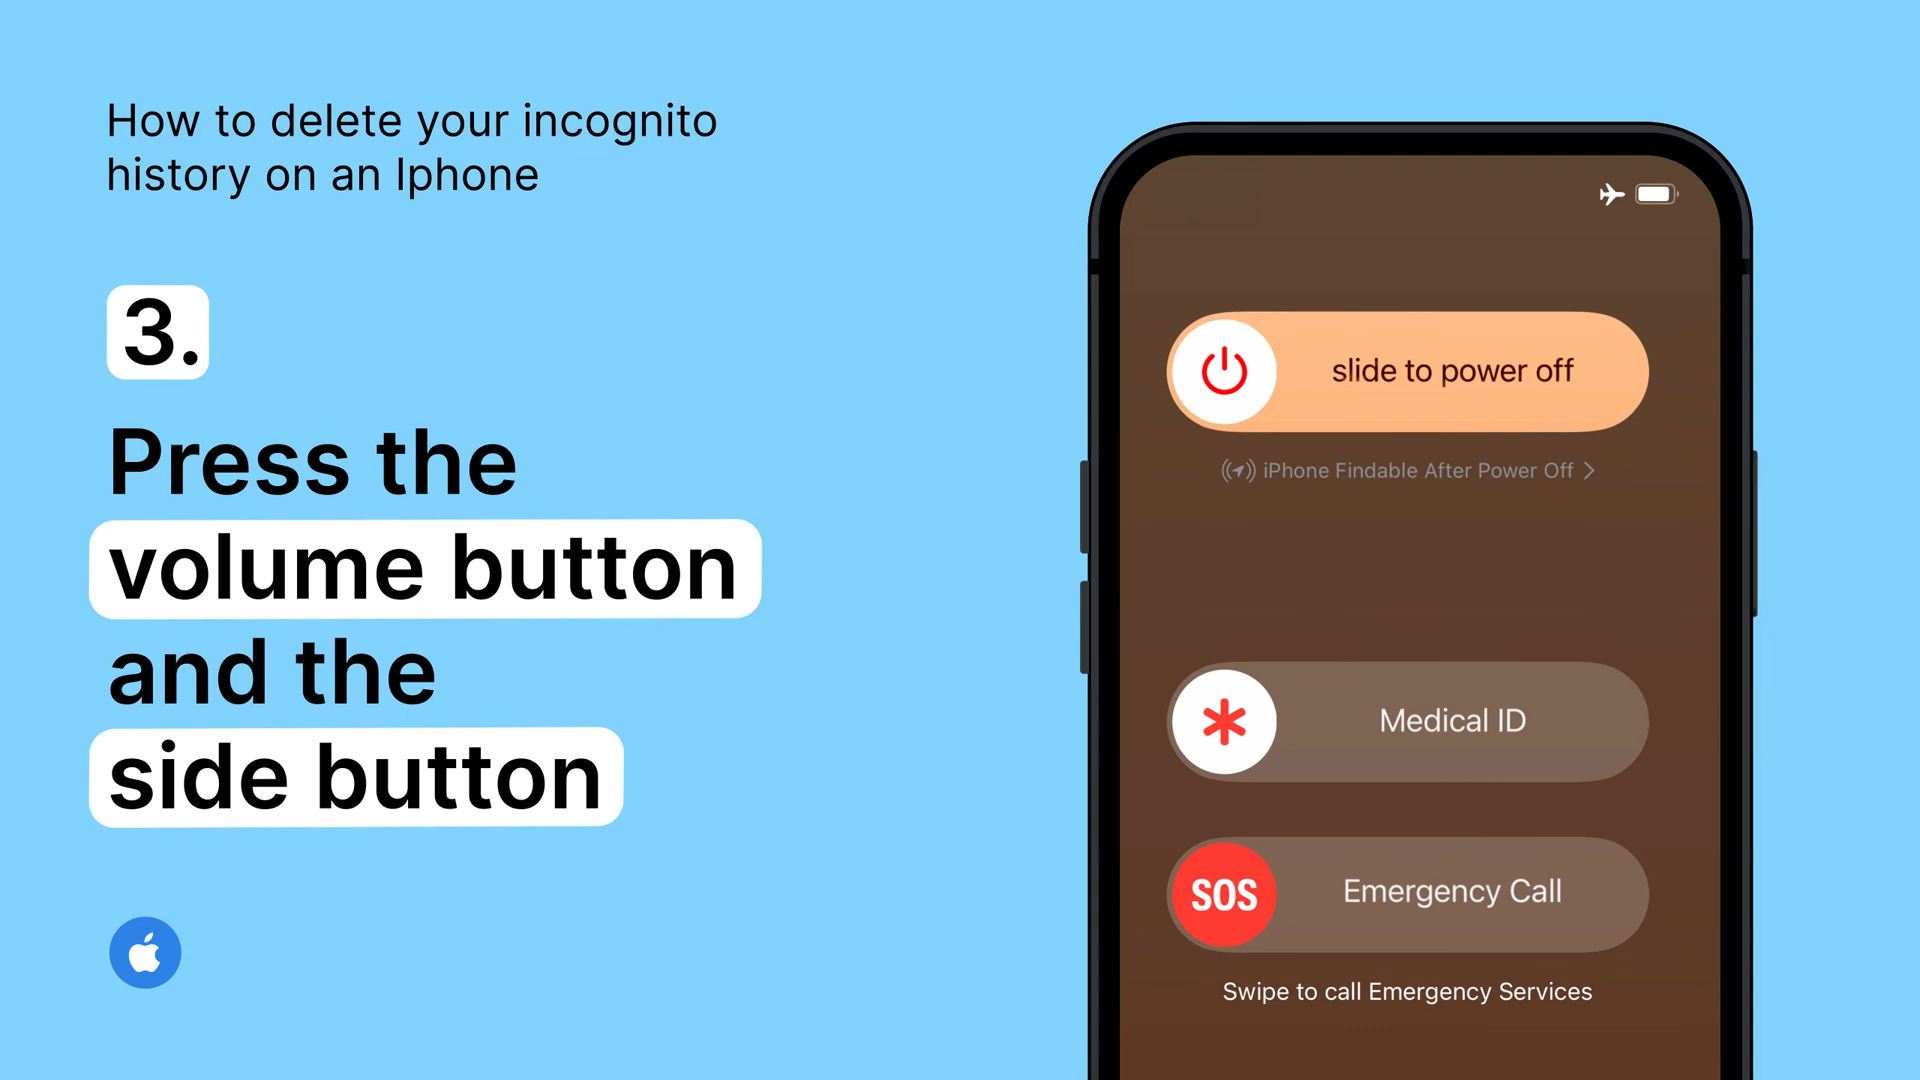 How to delete your incognito
history on an Iphone
3.
Press the
volume button
and the
side button
slide to power off
iPhone Findable After Power Off
Medical ID
SOS
Emergency Call
Swipe to call Emergency Services